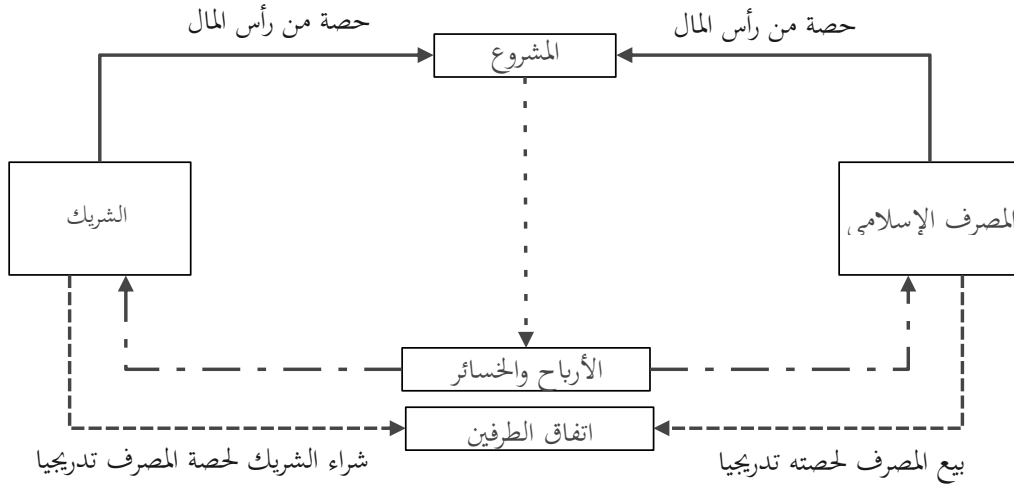 حصة من رأس المال
حصة من رأس المال
المشروع
المصرف الإسلامي
الشريك
الأرباح والخسائر
اتفاق الطرفين
بيع المصرف لحصته تدريجيا
شراء الشريك لحصة المصرف تدريجيا